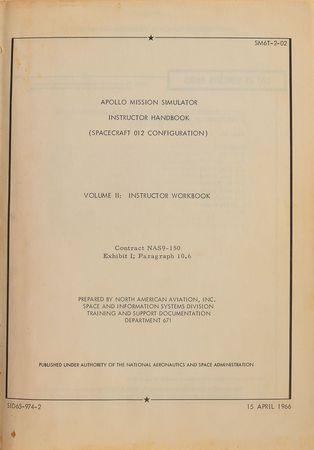 SM6T-2-02
APOLLO MISSION SIMULATOR
INSTRUCTOR HANDBOOK
(SPACECRAFT 012 CONFIGURATION)
VOLUME II: INSTRUCTOR WORKBOOK
Contract NAS9-150
Exhibit I; Paragraph 10.6
PREPARED BY NORTH AMERICAN AVIATION, INC.
SPACE AND INFORMATION SYSTEMS DIVISION
TRAINING AND SUPPORT DOCUMENTATION
DEPARTMENT 671
PUBLISHED UNDER AUTHORITY OF THE NATIONAL AERONAUTICS AND SPACE ADMINISTRATION
SID65-974-2
15 APRIL 1966